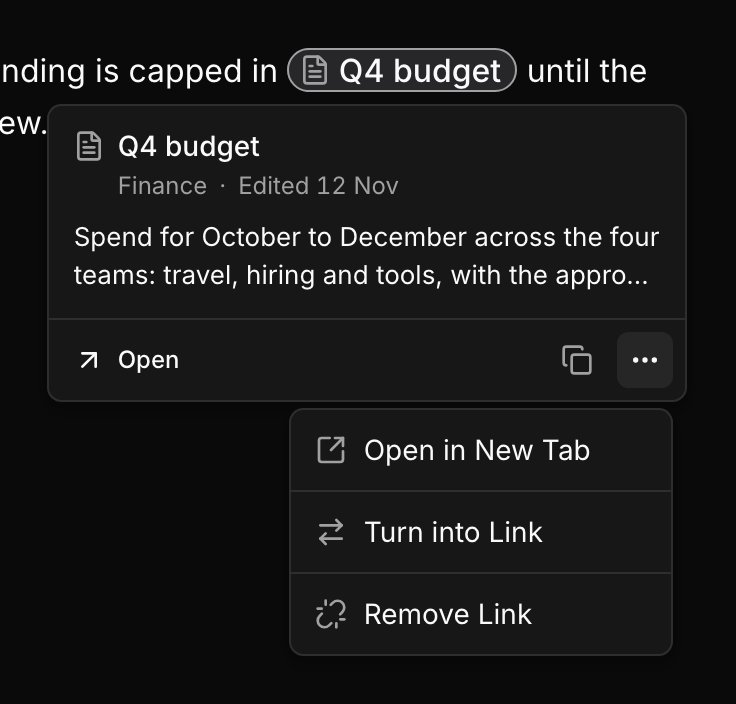 nding is capped in Q4 budget until the
ew.
Q4 budget
Finance · Edited 12 Nov
Spend for October to December across the four
teams: travel, hiring and tools, with the appro...
Open
Open in New Tab
Turn into Link
Remove Link